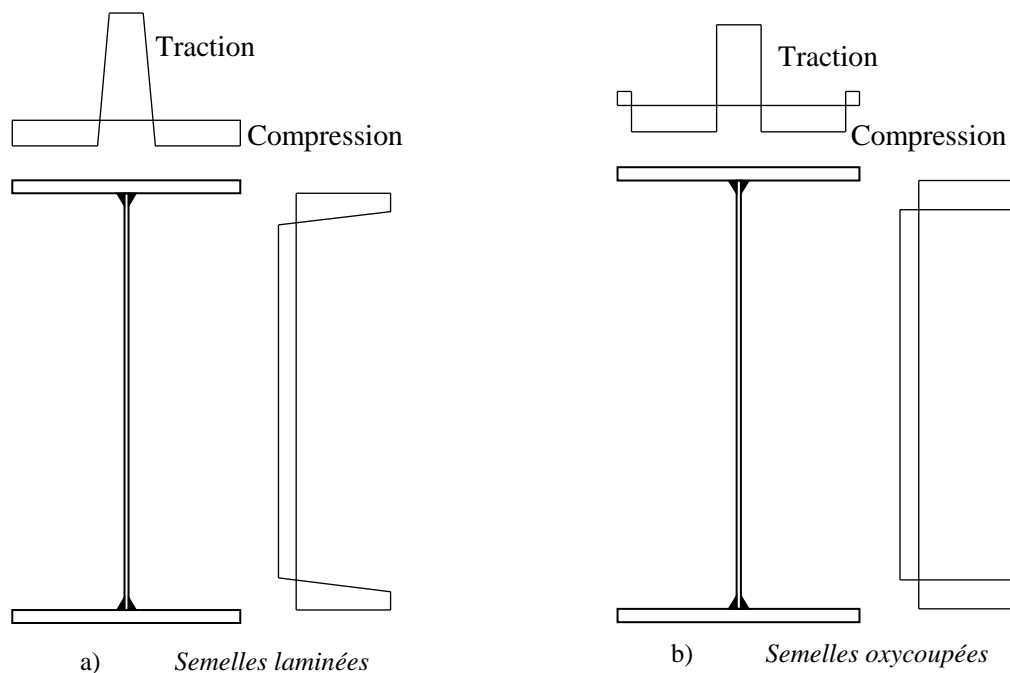 Traction
Compression
a) Semelles laminées
Traction
Compression
b) Semelles oxycoupées